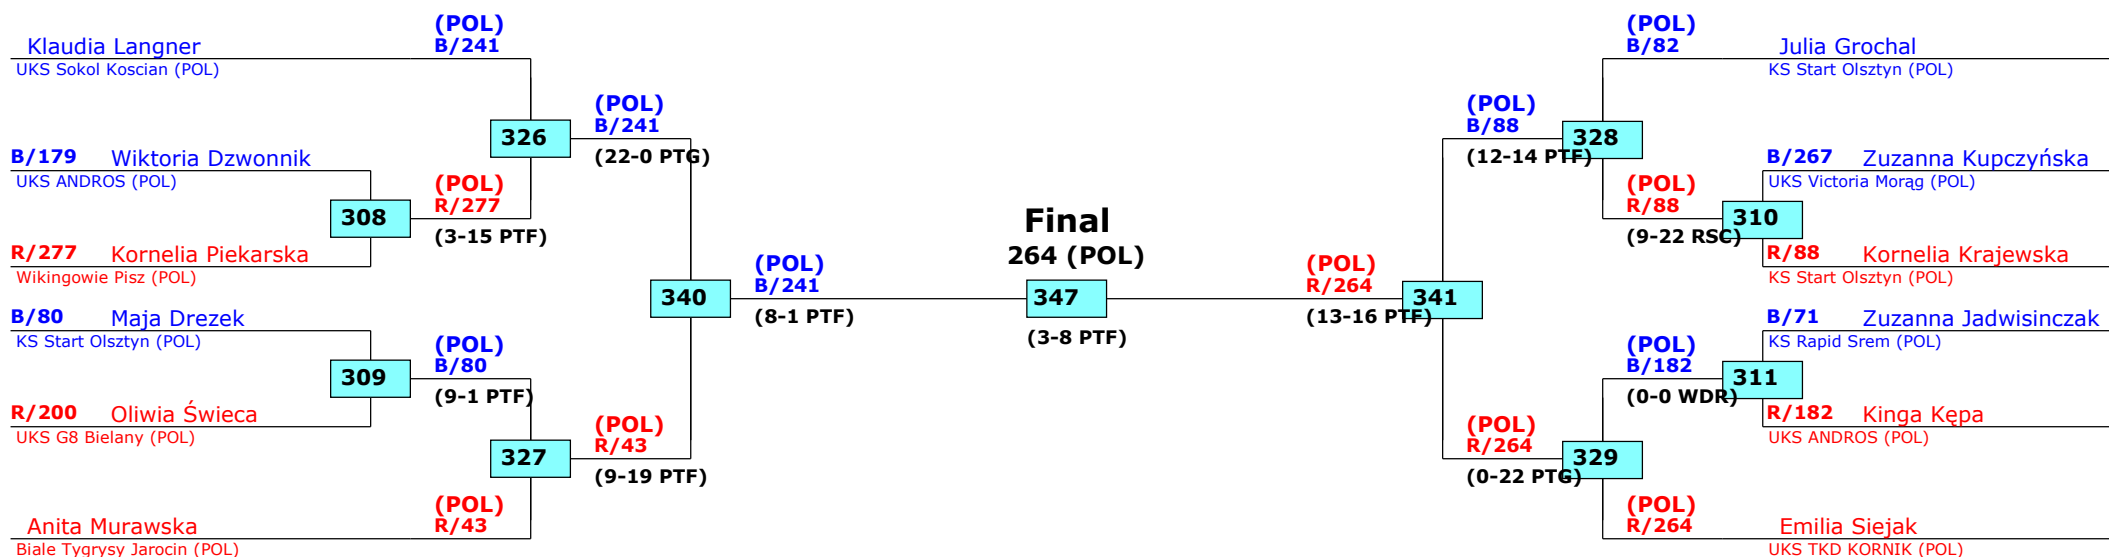 (POL)
B/241
Klaudia Langner
UKS Sokol Koscian (POL)
326
(POL)
B/241
(22-0 PTG)
B/179 Wiktoria Dzwonnik
UKS ANDROS (POL)
308
(POL)
R/277
(3-15 PTF)
R/277 Kornelia Piekarska
Wikingowie Pisz (POL)
340
(POL)
B/241
(8-1 PTF)
B/80 Maja Drezek
KS Start Olsztyn (POL)
309
(POL)
B/80
(9-1 PTF)
R/200 Oliwia Świeca
UKS G8 Bielany (POL)
327
(POL)
R/43
(9-19 PTF)
(POL)
R/43
Anita Murawska
Biale Tygrysy Jarocin (POL)
Final
264 (POL)
347
(3-8 PTF)
(POL)
R/264
(13-16 PTF)
341
(POL)
B/88
(12-14 PTF)
328
(POL)
B/82
Julia Grochal
KS Start Olsztyn (POL)
B/267 Zuzanna Kupczyńska
UKS Victoria Morąg (POL)
(POL)
R/88
(9-22 RSC)
310
R/88 Kornelia Krajewska
KS Start Olsztyn (POL)
B/71 Zuzanna Jadwisinczak
KS Rapid Srem (POL)
(POL)
B/182
(0-0 WDR)
311
R/182 Kinga Kępa
UKS ANDROS (POL)
(POL)
R/264
(0-22 PTG)
329
(POL)
R/264
Emilia Siejak
UKS TKD KORNIK (POL)